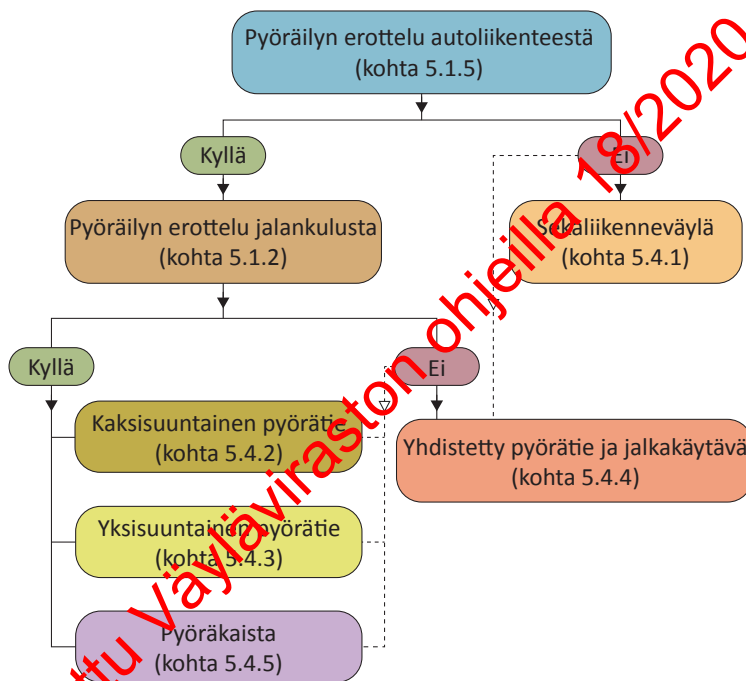 Pyöräilyn erottelu autoliikenteestä
(kohta 5.1.5)
Kyllä
Ei
Pyöräilyn erottelu jalankulusta
(kohta 5.1.2)
Sekaliikenneväylä
(kohta 5.4.1)
Kyllä
Ei
Kaksisuuntainen pyörätie
(kohta 5.4.2)
Yhdistetty pyörätie ja jalkakäytävä
(kohta 5.4.4)
Yksisuuntainen pyörätie
(kohta 5.4.3)
Pyöräkaista
(kohta 5.4.5)
ttu Väyläviraston ohjeilla 18/2020